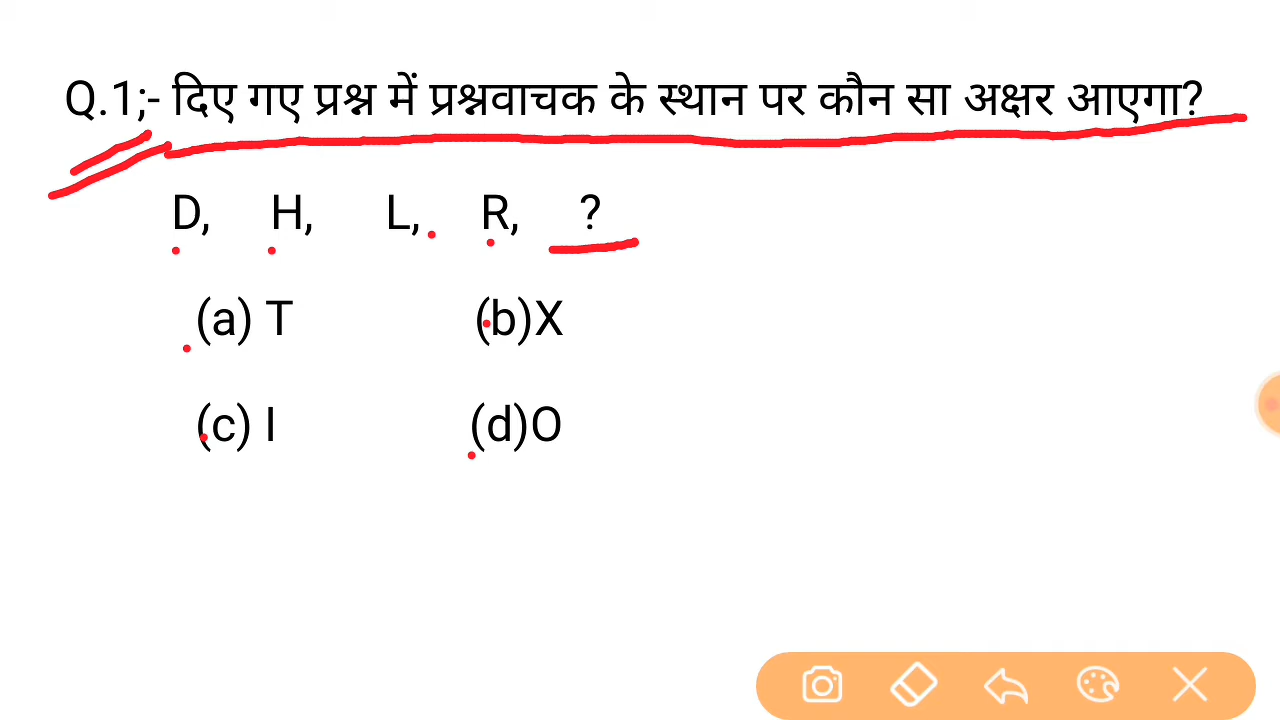 Q.1;- दिए गए प्रश्न में प्रश्नवाचक के स्थान पर कौन सा अक्षर आएगा?
D, H, L, R, ?
(a) T (b)X
(c) I (d)O